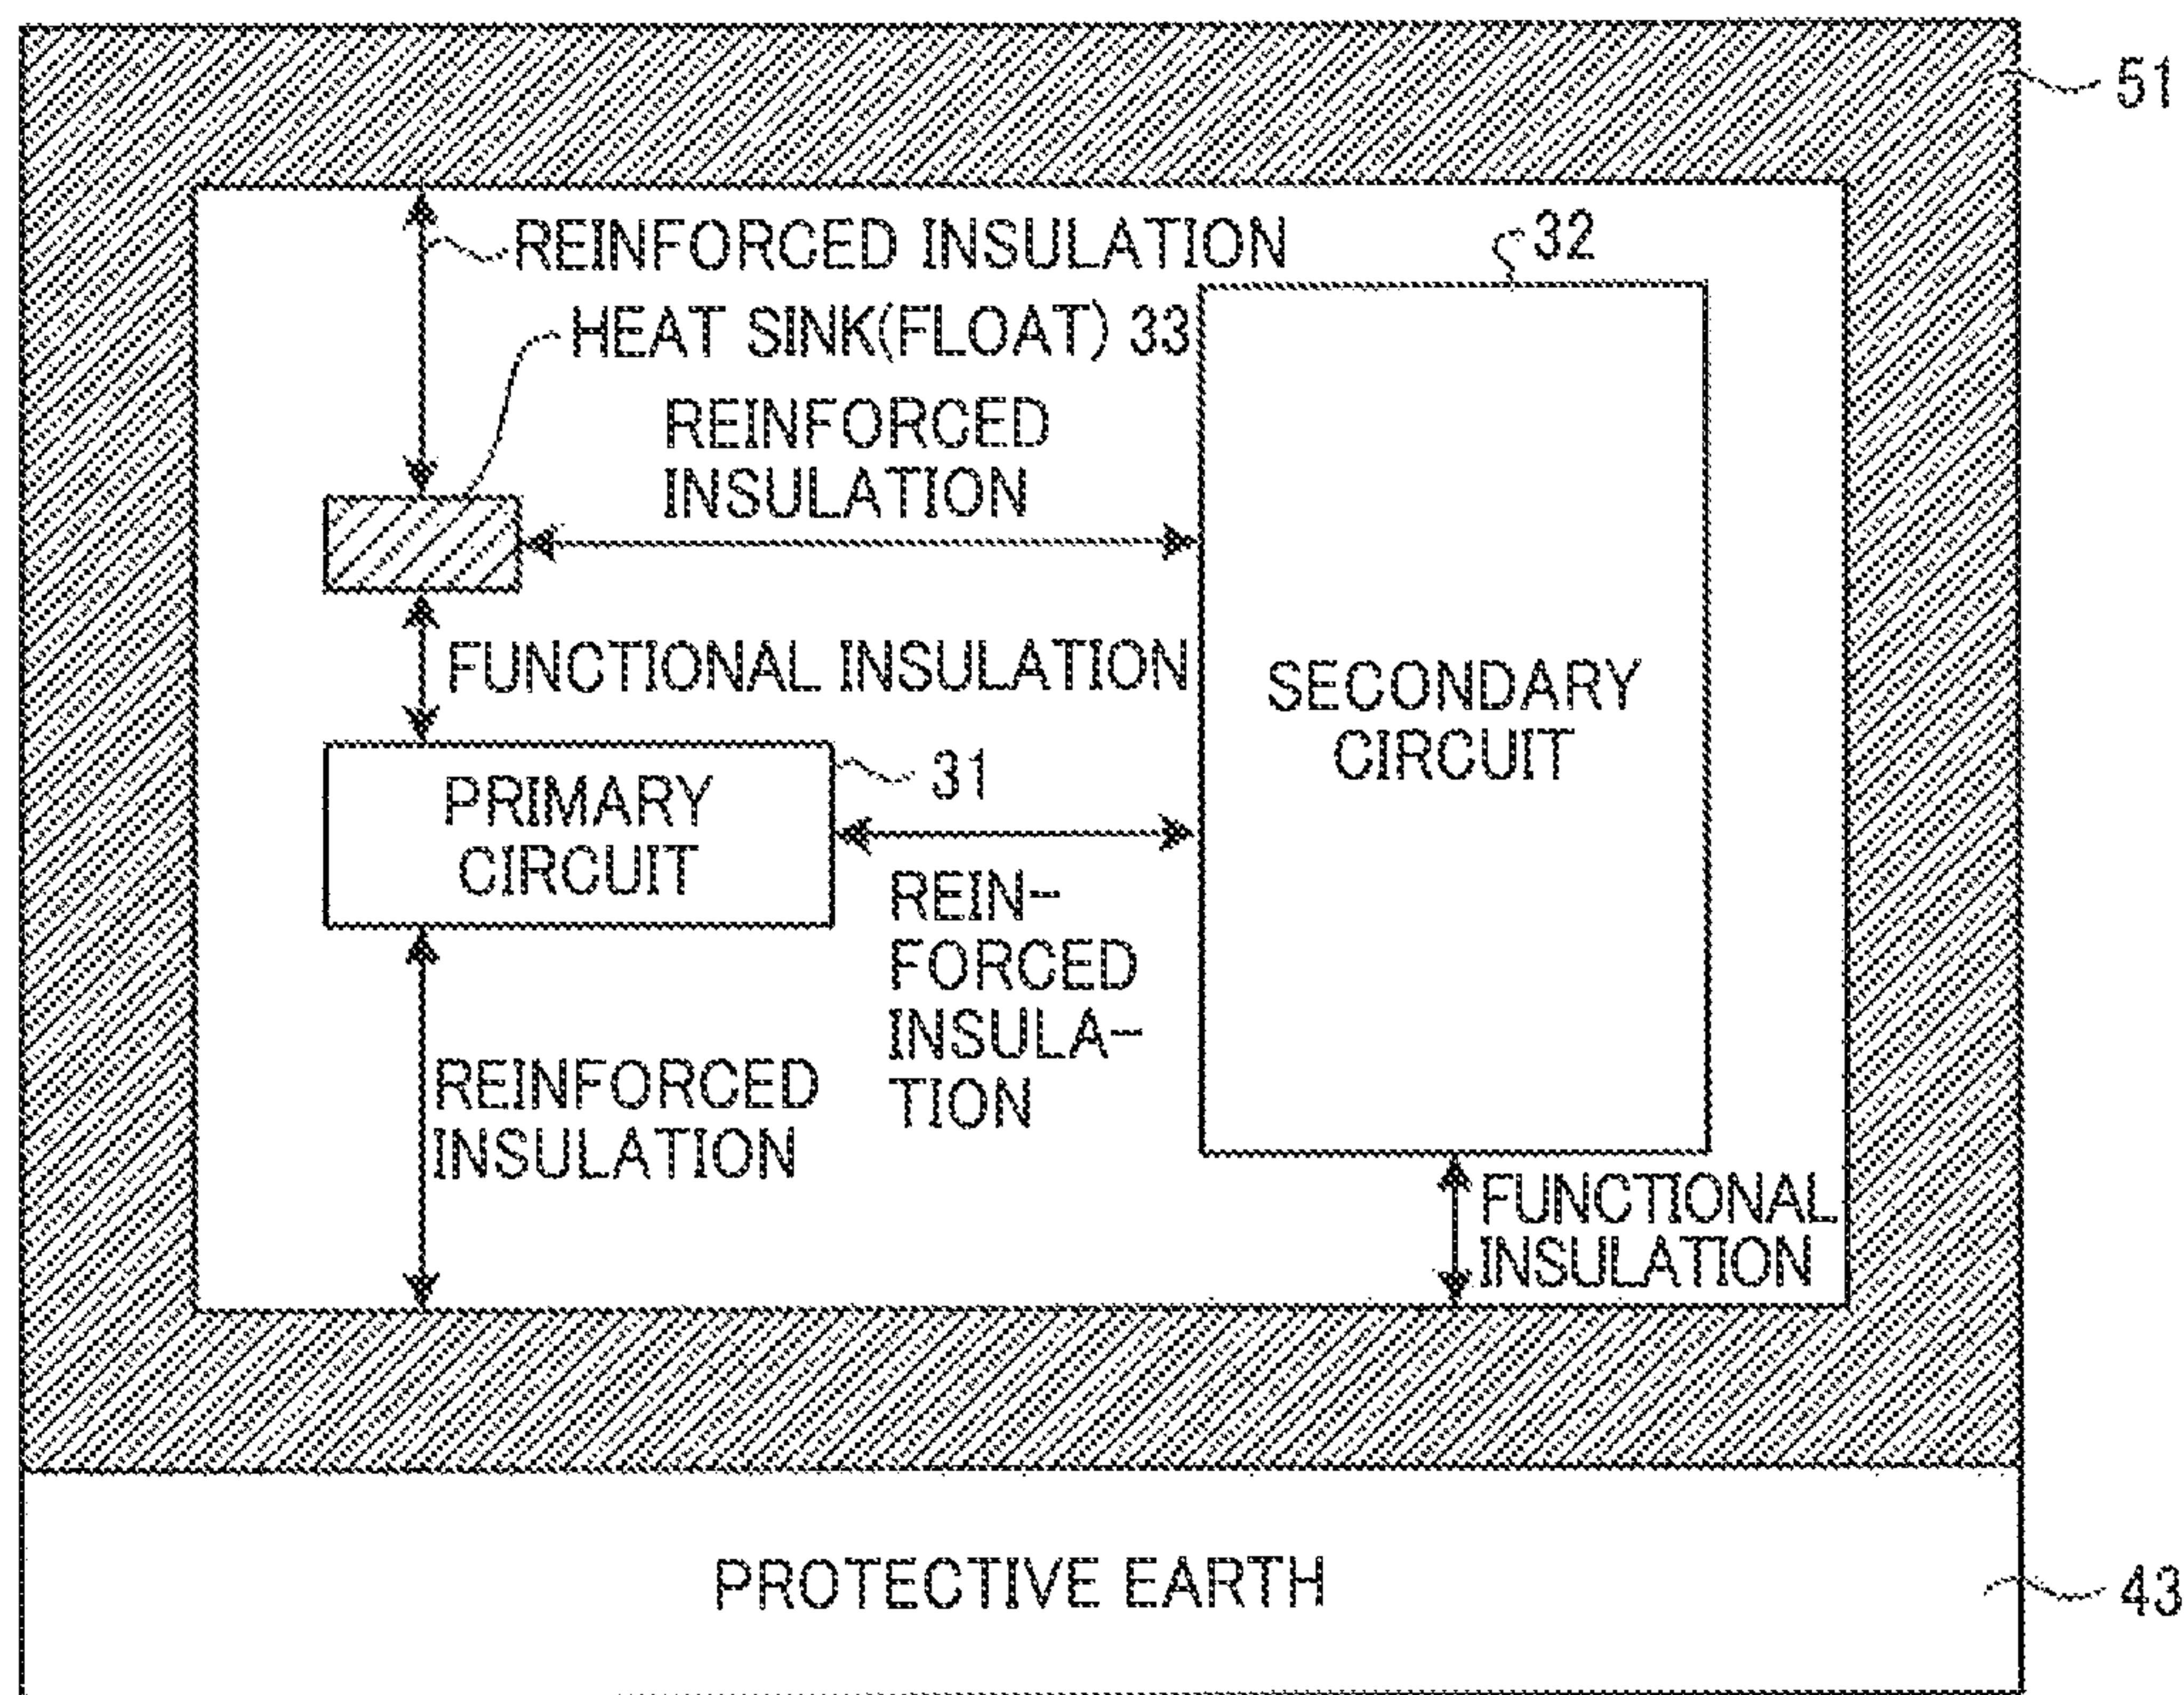 51
REINFORCED INSULATION
32
HEAT SINK(FLOAT) 33
REINFORCED
INSULATION
FUNCTIONAL INSULATION
SECONDARY
CIRCUIT
31
PRIMARY
CIRCUIT
REIN-
FORCED
INSULA-
TION
REINFORCED
INSULATION
FUNCTIONAL
INSULATION
PROTECTIVE EARTH
43